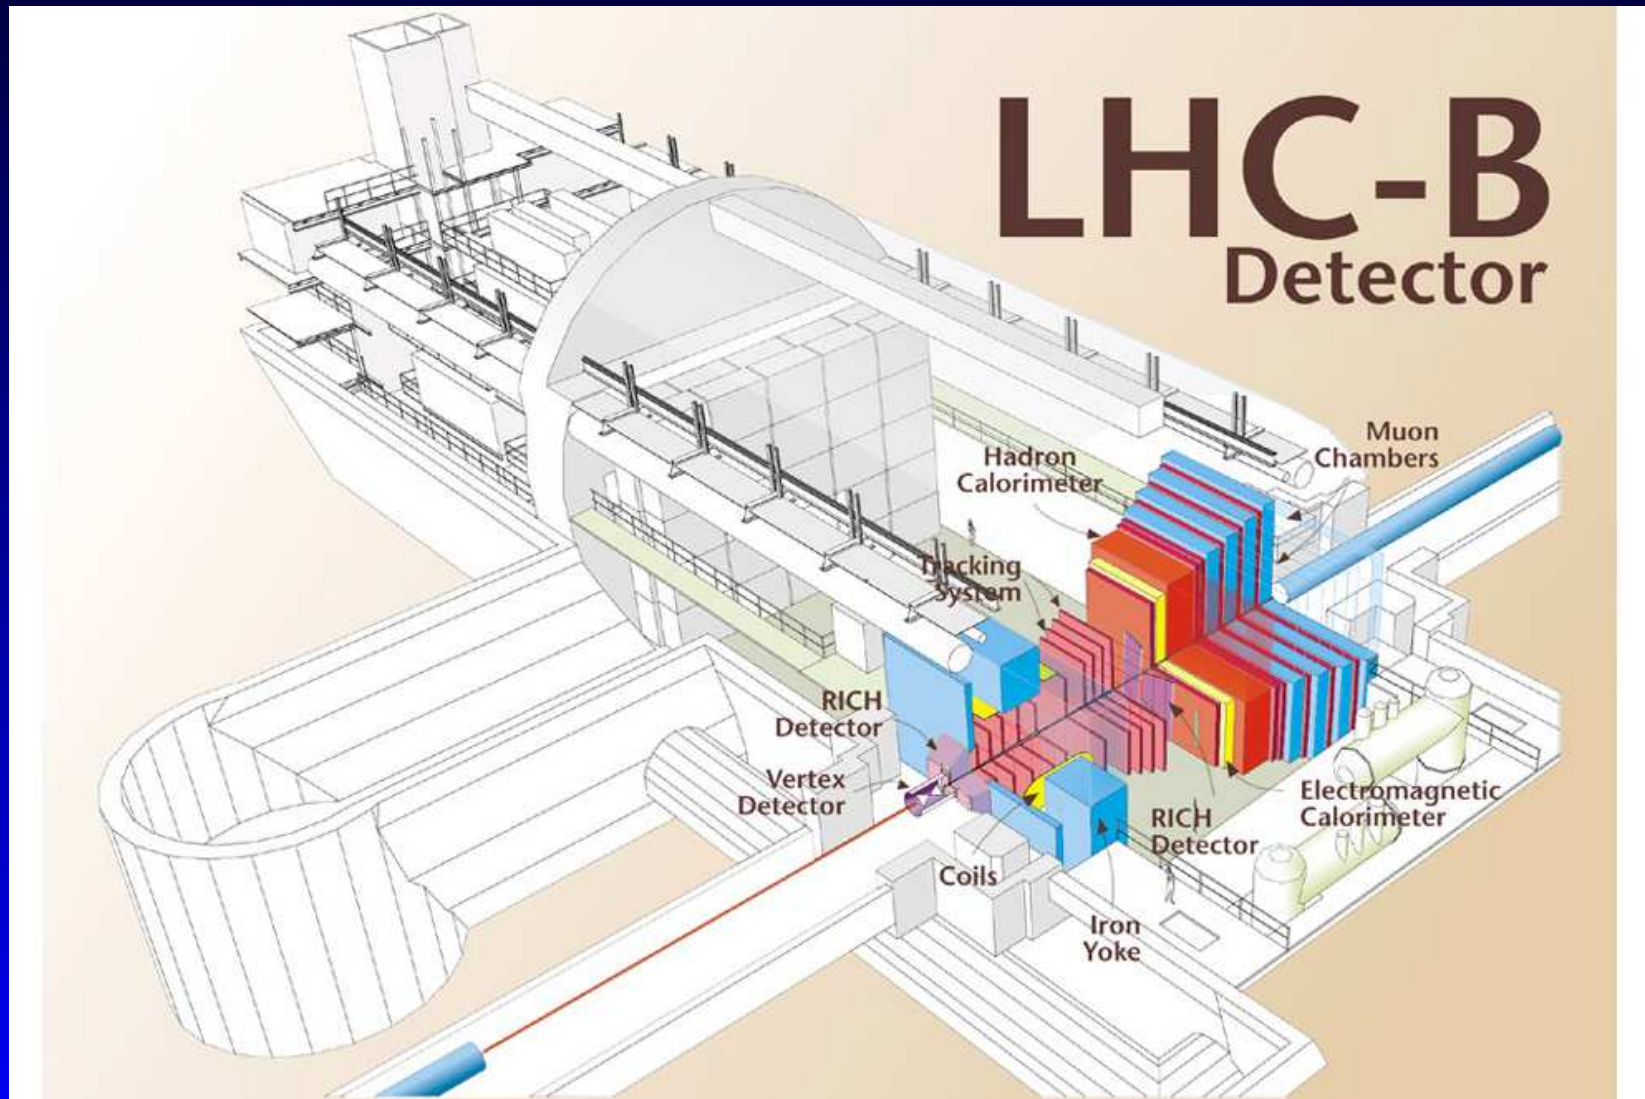 LHC-B
Detector
Muon
Chambers
Hadron
Calorimeter
Tracking
System
RICH
Detector
Vertex
Detector
Electromagnetic
Calorimeter
RICH
Detector
Coils
Iron
Yoke